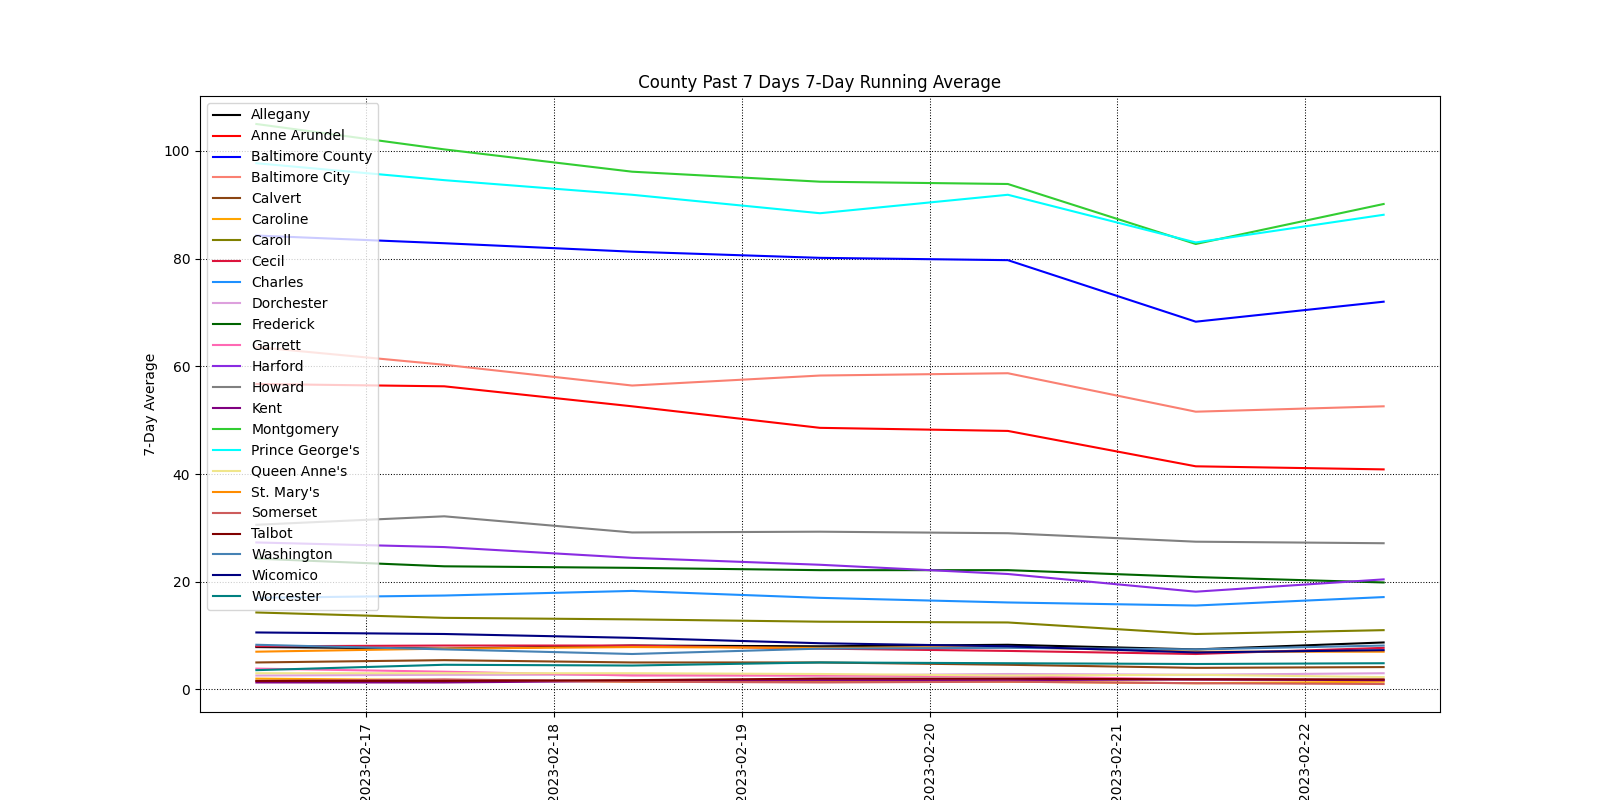 County Past 7 Days 7-Day Running Average
7-Day Average
100
80
60
40
20
0
Allegany
Anne Arundel
Baltimore County
Baltimore City
Calvert
Caroline
Caroll
Cecil
Charles
Dorchester
Frederick
Garrett
Harford
Howard
Kent
Montgomery
Prince George's
Queen Anne's
St. Mary's
Somerset
Talbot
Washington
Wicomico
Worcester
2023-02-17
2023-02-18
2023-02-19
2023-02-20
2023-02-21
2023-02-22